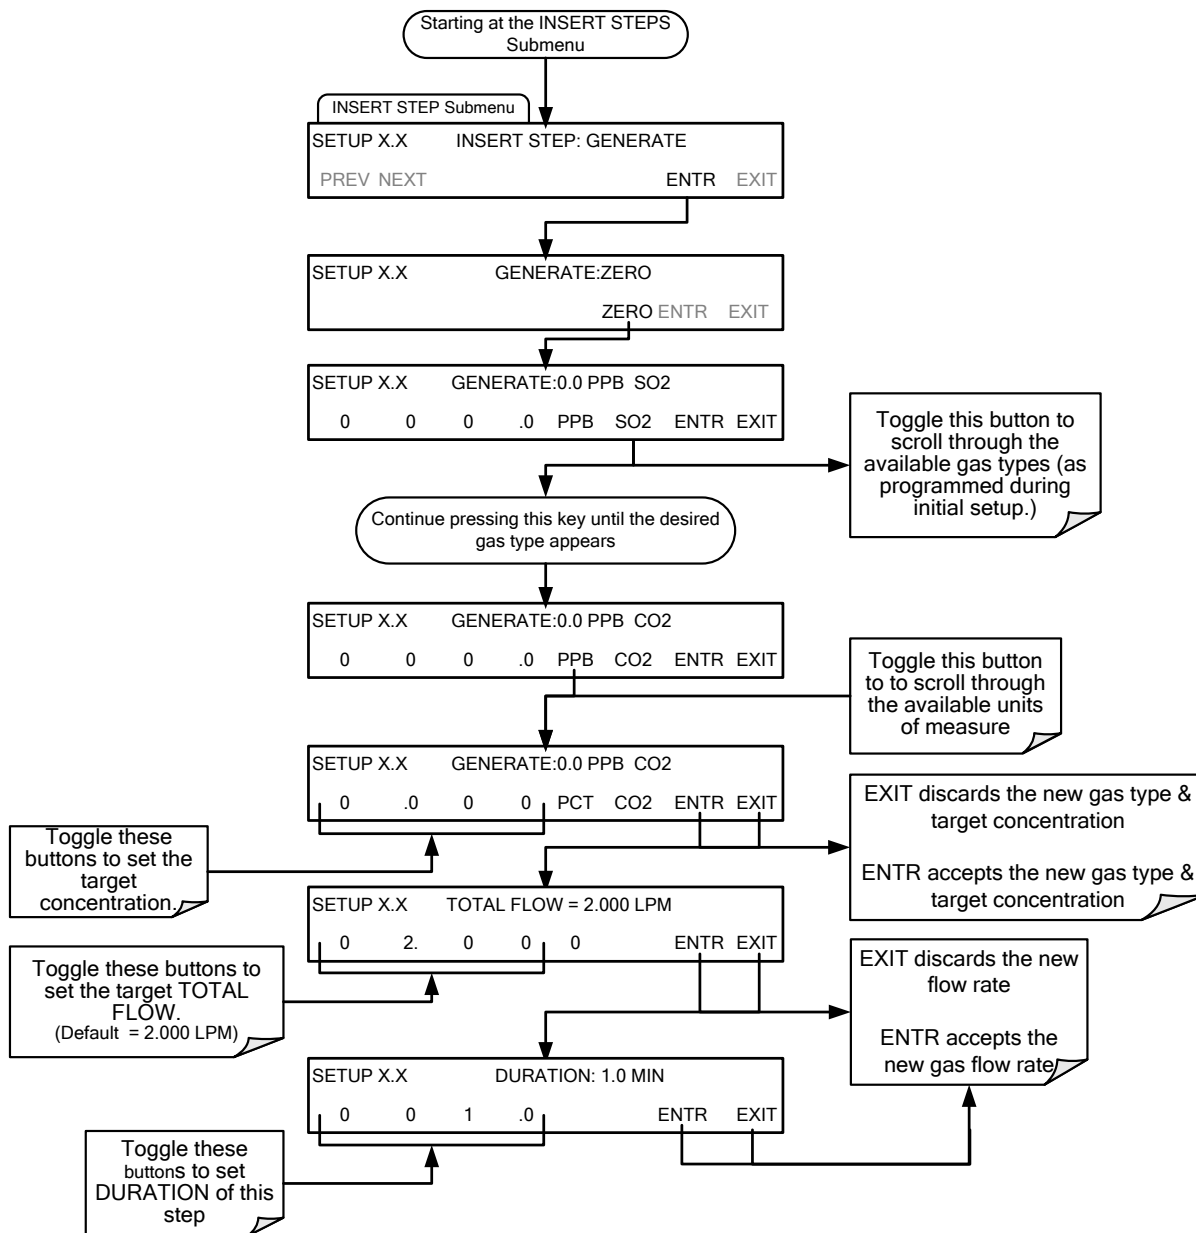 Starting at the INSERT STEPS
Submenu
INSERT STEP Submenu
SETUP X.X INSERT STEP: GENERATE
PREV NEXT ENTR EXIT
SETUP X.X GENERATE:ZERO
ZERO ENTR EXIT
SETUP X.X GENERATE:0.0 PPB SO2
0 0 0 .0 PPB SO2 ENTR EXIT
Toggle this button to
scroll through the
available gas types (as
programmed during
initial setup.)
Continue pressing this key until the desired
gas type appears
SETUP X.X GENERATE:0.0 PPB CO2
0 0 0 .0 PPB CO2 ENTR EXIT
Toggle this button
to to scroll through
the available units
of measure
SETUP X.X GENERATE:0.0 PPB CO2
0 .0 0 0 PCT CO2 ENTR EXIT
EXIT discards the new gas type &
target concentration
ENTR accepts the new gas type &
target concentration
Toggle these
buttons to set the
target
concentration.
SETUP X.X TOTAL FLOW = 2.000 LPM
0 2. 0 0 0 ENTR EXIT
Toggle these buttons to
set the target TOTAL
FLOW.
(Default = 2.000 LPM)
EXIT discards the new
flow rate
ENTR accepts the
new gas flow rate
SETUP X.X DURATION: 1.0 MIN
0 0 1 .0 ENTR EXIT
Toggle these
buttons to set
DURATION of this
step